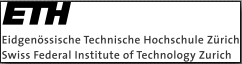 ETH
Eidgenössische Technische Hochschule Zürich
Swiss Federal Institute of Technology Zurich